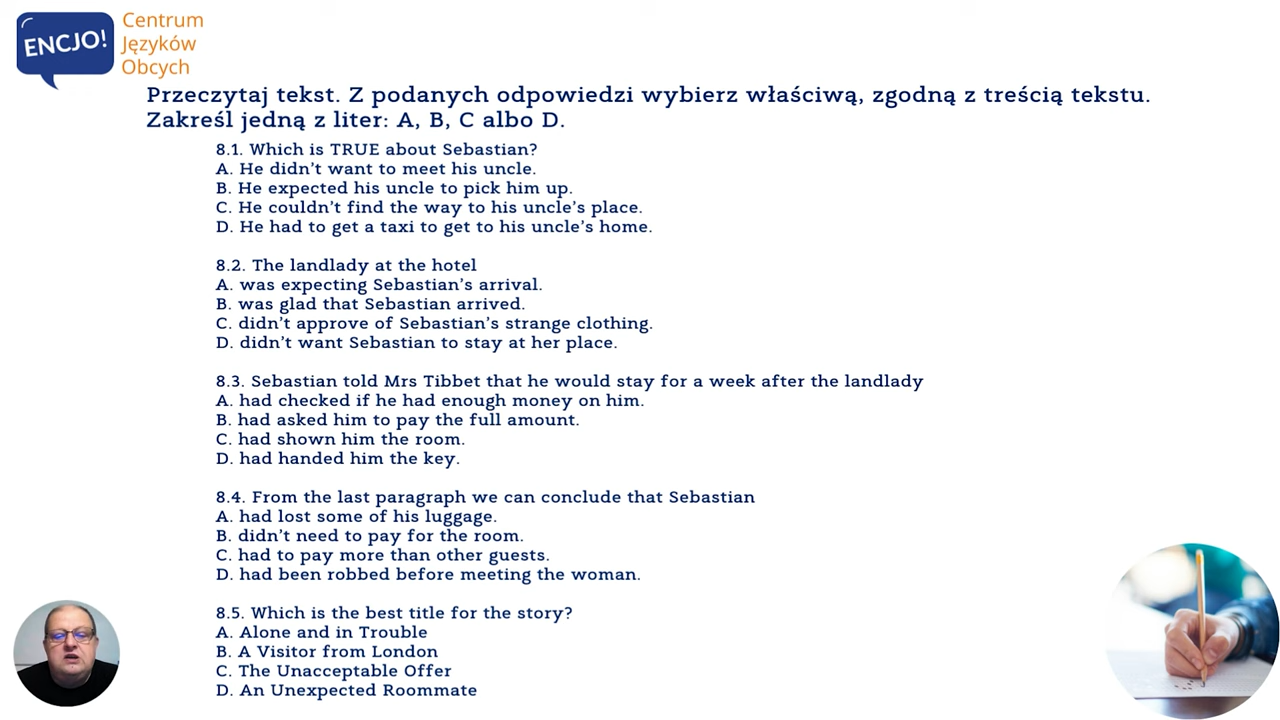 ENCJO!
Centrum
Języków
Obcych
Przeczytaj tekst. Z podanych odpowiedzi wybierz właściwą, zgodną z treścią tekstu.
Zakreśl jedną z liter: A, B, C albo D.
8.1. Which is TRUE about Sebastian?
A. He didn't want to meet his uncle.
B. He expected his uncle to pick him up.
C. He couldn't find the way to his uncle's place.
D. He had to get a taxi to get to his uncle's home.
8.2. The landlady at the hotel
A. was expecting Sebastian's arrival.
B. was glad that Sebastian arrived.
C. didn't approve of Sebastian's strange clothing.
D. didn't want Sebastian to stay at her place.
8.3. Sebastian told Mrs Tibbet that he would stay for a week after the landlady
A. had checked if he had enough money on him.
B. had asked him to pay the full amount.
C. had shown him the room.
D. had handed him the key.
8.4. From the last paragraph we can conclude that Sebastian
A. had lost some of his luggage.
B. didn't need to pay for the room.
C. had to pay more than other guests.
D. had been robbed before meeting the woman.
8.5. Which is the best title for the story?
A. Alone and in Trouble
B. A Visitor from London
C. The Unacceptable Offer
D. An Unexpected Roommate